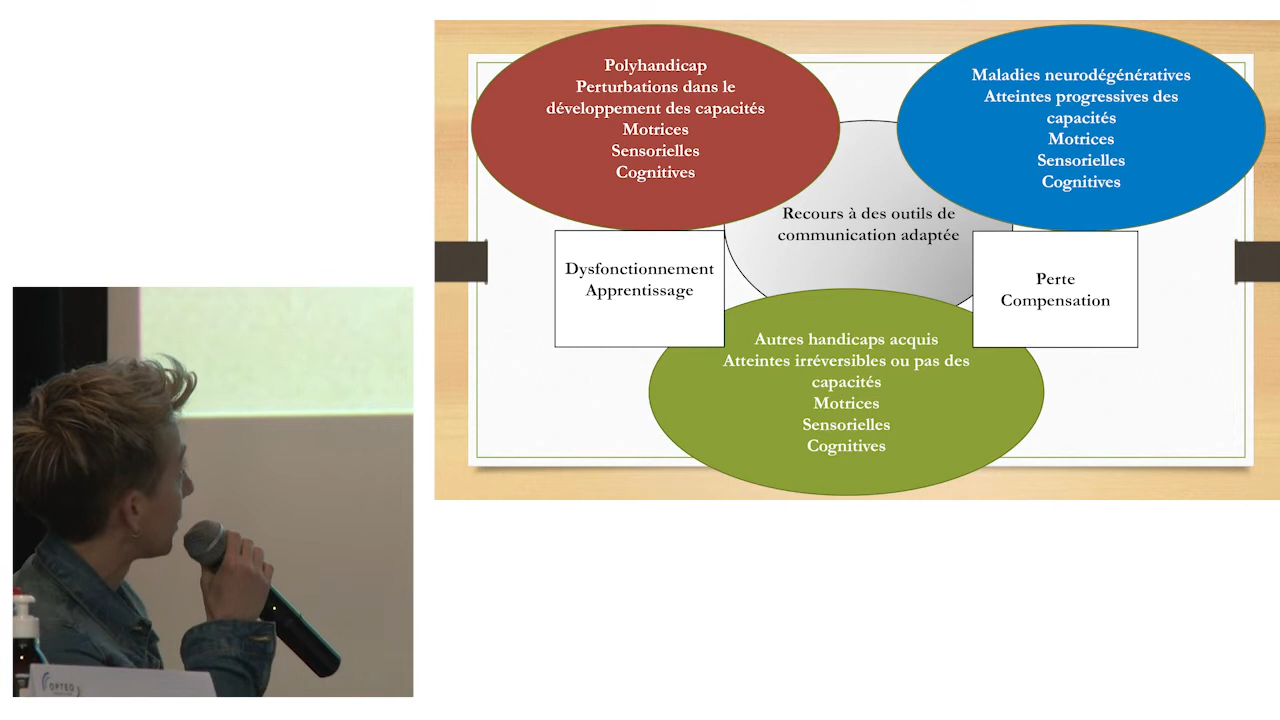 Polyhandicap
Perturbations dans le
développement des capacités
Motrices
Sensorielles
Cognitives
Maladies neurodégénératives
Atteintes progressives des
capacités
Motrices
Sensorielles
Cognitives
Recours à des outils de
communication adaptée
Dysfonctionnement
Apprentissage
Perte
Compensation
Autres handicaps acquis
Atteintes irréversibles ou pas des
capacités
Motrices
Sensorielles
Cognitives
OPTEO